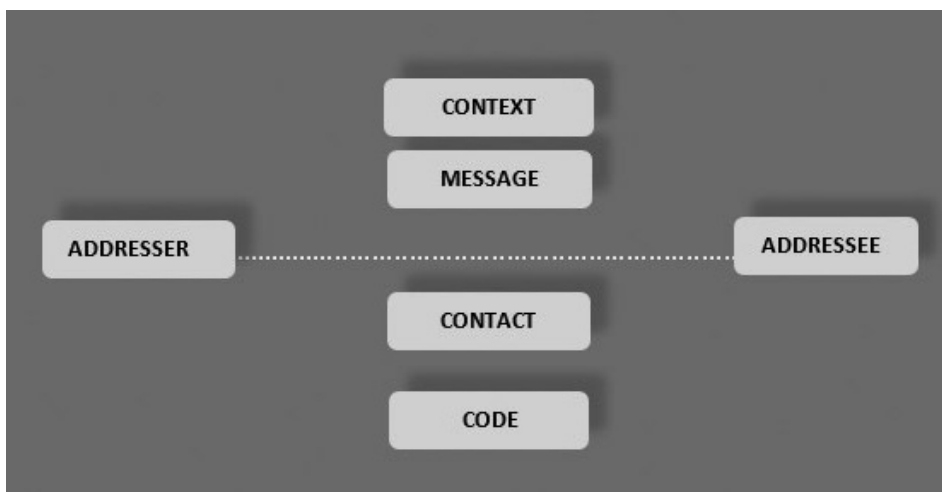 CONTEXT
MESSAGE
ADDRESSER
ADDRESSEE
CONTACT
CODE